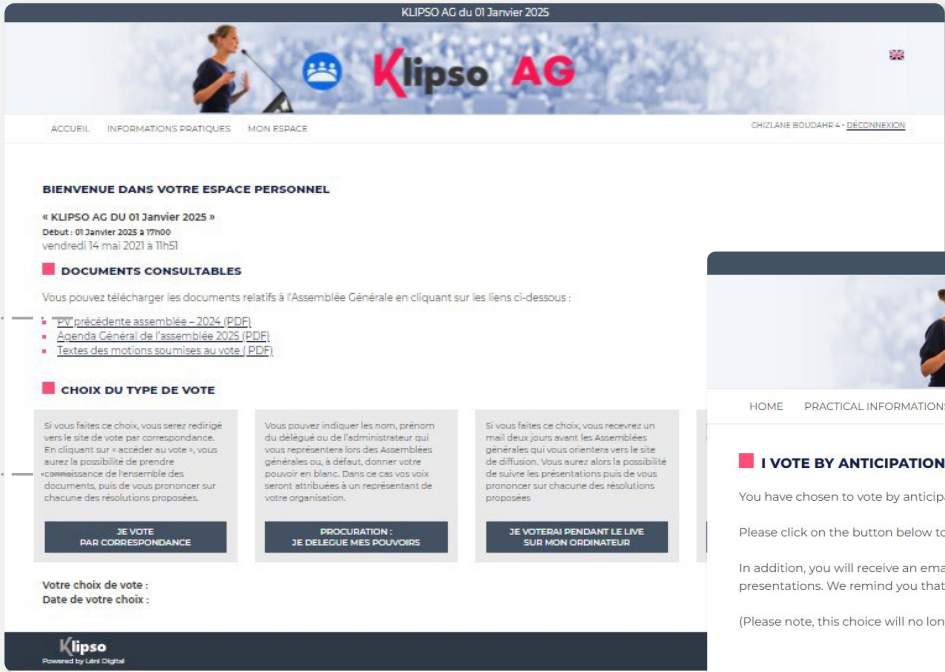 KLIPSO AG du 01 Janvier 2025
Klipso AG
ACCUEIL INFORMATIONS PRATIQUES MON ESPACE
CHIZLANE BOUDAHR 4 - DÉCONNEXION
BIENVENUE DANS VOTRE ESPACE PERSONNEL
« KLIPSO AG DU 01 Janvier 2025 »
Début : 01 Janvier 2025 à 17h00
vendredi 14 mai 2021 à 11h51
DOCUMENTS CONSULTABLES
Vous pouvez télécharger les documents relatifs à l'Assemblée Générale en cliquant sur les liens ci-dessous :
PV précédente assemblée – 2024 (PDF)
Agenda Général de l'assemblée 2025 (PDF)
Textes des motions soumises au vote ( PDF)
CHOIX DU TYPE DE VOTE
Si vous faites ce choix, vous serez redirigé
vers le site de vote par correspondance.
En cliquant sur « accéder au vote », vous
aurez la possibilité de prendre
connaissance de l'ensemble des
documents, puis de vous prononcer sur
chacune des résolutions proposées.
JE VOTE
PAR CORRESPONDANCE
Vous pouvez indiquer les nom, prénom
du délégué ou de l'administrateur qui
vous représentera lors des Assemblées
générales ou, à défaut, donner votre
pouvoir en blanc. Dans ce cas vos voix
seront attribuées à un représentant de
votre organisation.
PROCURATION :
JE DELEGUE MES POUVOIRS
Si vous faites ce choix, vous recevrez un
mail deux jours avant les Assemblées
générales qui vous orientera vers le site
de diffusion. Vous aurez alors la possibilité
de suivre les présentations puis de vous
prononcer sur chacune des résolutions
proposées
JE VOTERAI PENDANT LE LIVE
SUR MON ORDINATEUR
Votre choix de vote :
Date de votre choix :
Klipso
Powered by Léni Digital
HOME PRACTICAL INFORMATIONS
I VOTE BY ANTICIPATION
You have chosen to vote by anticipa
Please click on the button below to
In addition, you will receive an ema
presentations. We remind you that
(Please note, this choice will no lon